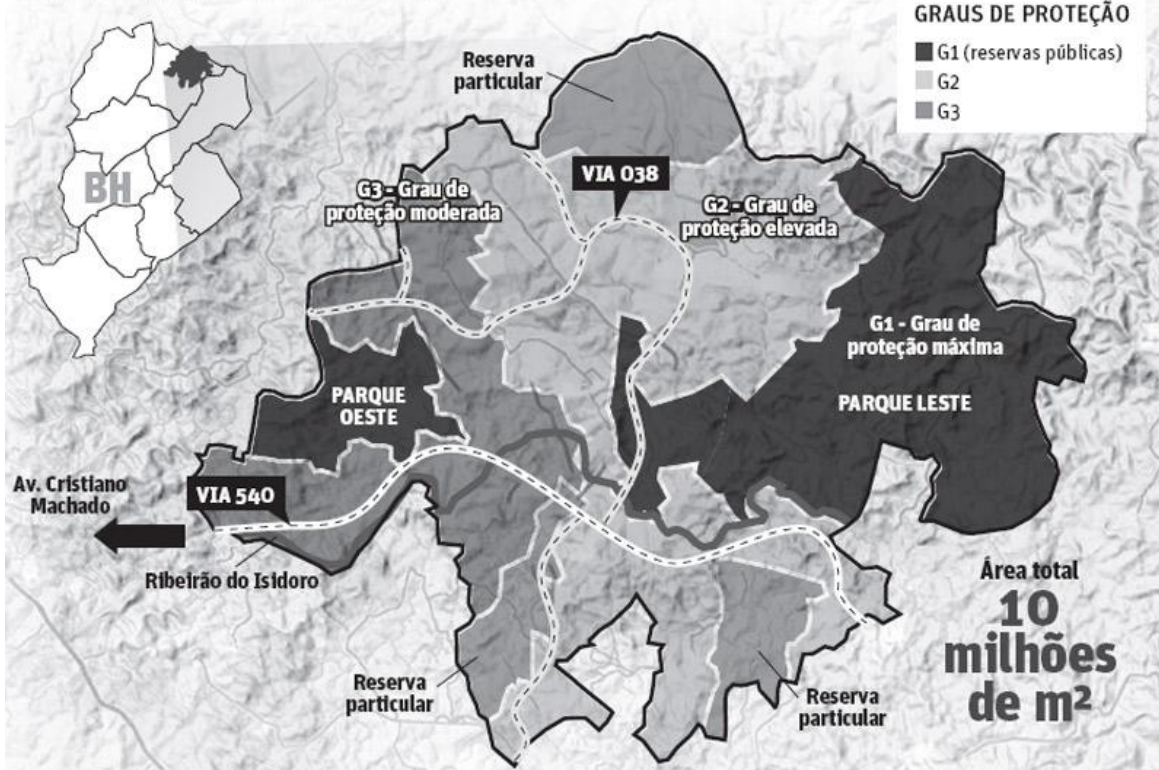 GRAUS DE PROTEÇÃO
G1 (reservas públicas)
G2
G3
BH
Reserva
particular
VIA 038
G3 - Grau de
proteção moderada
G2 - Grau de
proteção elevada
G1 - Grau de
proteção máxima
PARQUE
OESTE
PARQUE LESTE
Av. Cristiano
Machado
VIA 540
Ribeirão do Isidoro
Reserva
particular
Reserva
particular
Área total
10
milhões
de m²